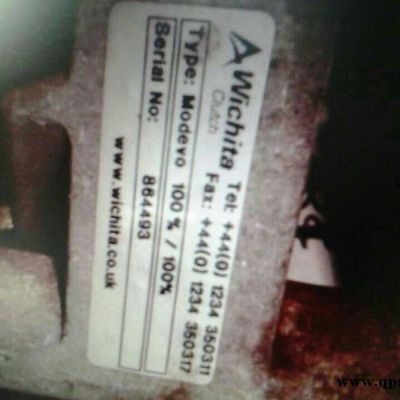 Wichita
Clutch
Tel: +44(0) 1234 350311
Fax: +44(0) 1234 350317
Type: Modevo 100% / 100%
Serial No: 864493
www.wichita.co.uk